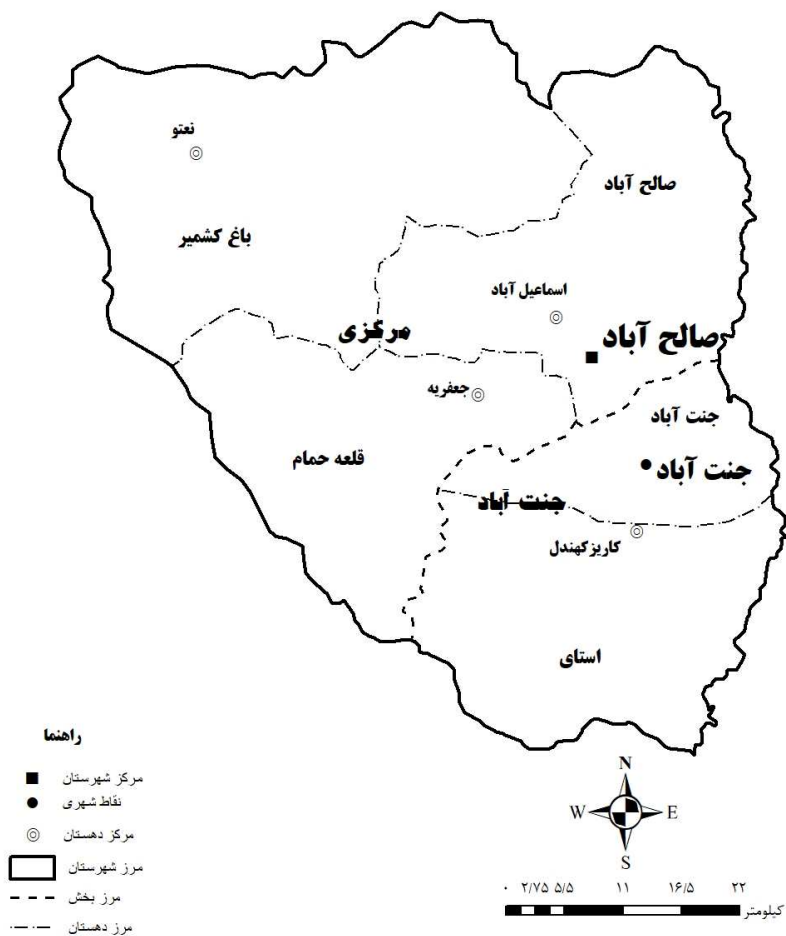 نعتو
صالح آباد
باغ کشمیر
اسماعیل آباد
مرکزی
صالح آباد
جعفریه
جنت آباد
قلعه حمام
جنت آباد
جنت آباد
کاریزکهندل
استای
راهنما
مرکز شهرستان
نقاط شهری
مرکز دهستان
مرز شهرستان
مرز بخش
مرز دهستان
N
W E
S
۰ ۲/۷۵ ۵/۵ ۱۱ ۱۶/۵ ۲۲
کیلومتر